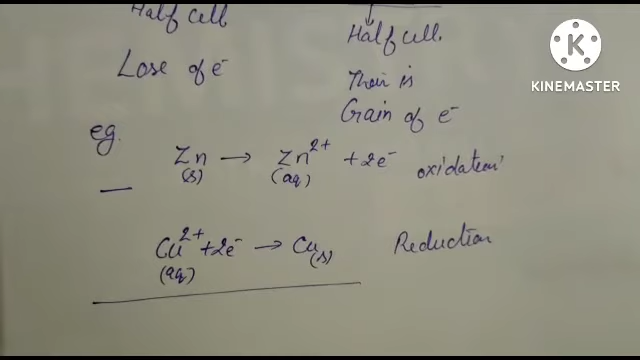 Half Cell
Half Cell.
K
KINEMASTER
Lose of e⁻
Their is
Grain of e⁻
eg.
Zn(s) → Zn²⁺(aq) + 2e⁻ oxidation
Cu²⁺(aq) + 2e⁻ → Cu(s) Reduction